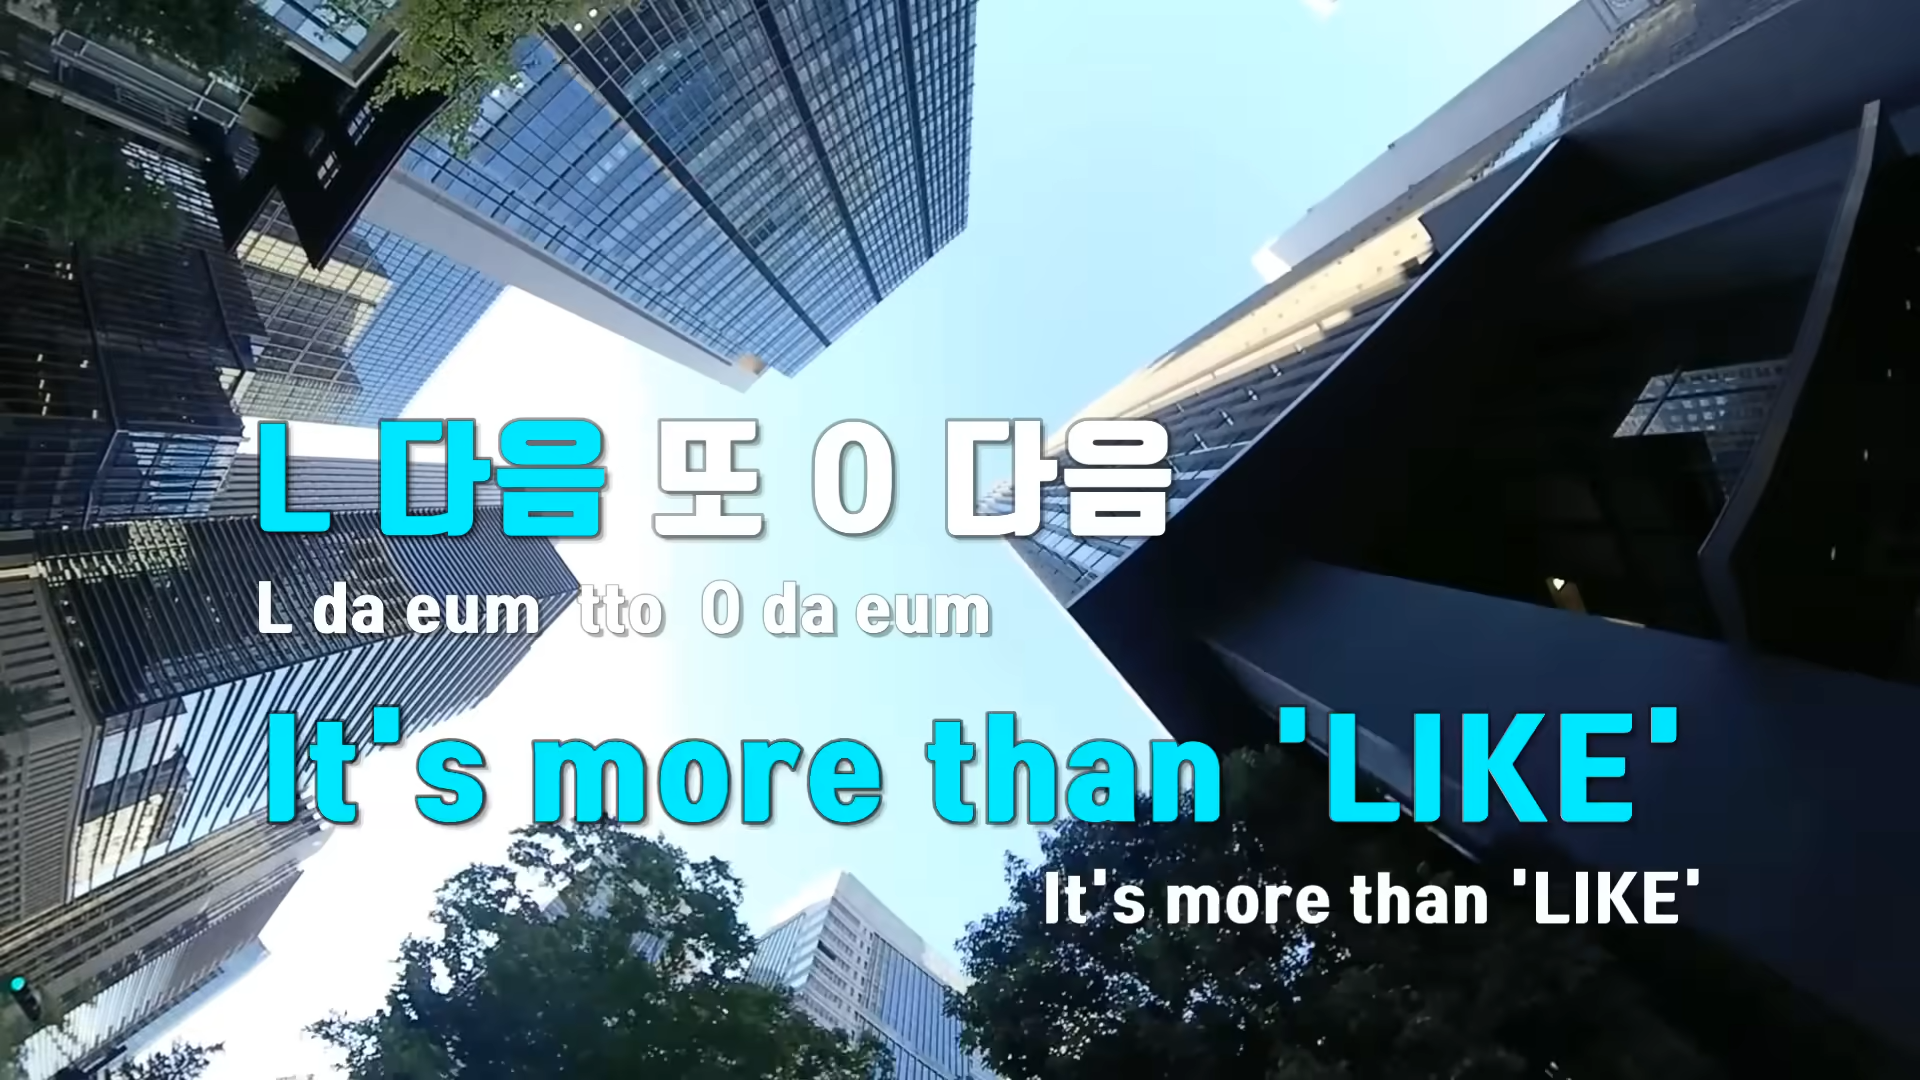 L 다음 또 O 다음
L da eum tto O da eum
It's more than 'LIKE'
It's more than 'LIKE'